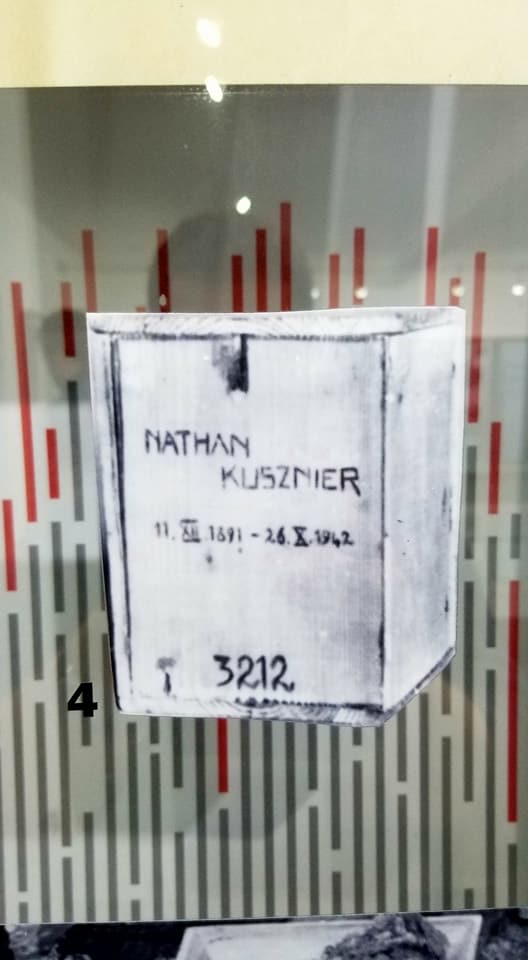 NATHAN
KUSZNIER
11. XII. 1891 - 26. X. 1942
3212
4